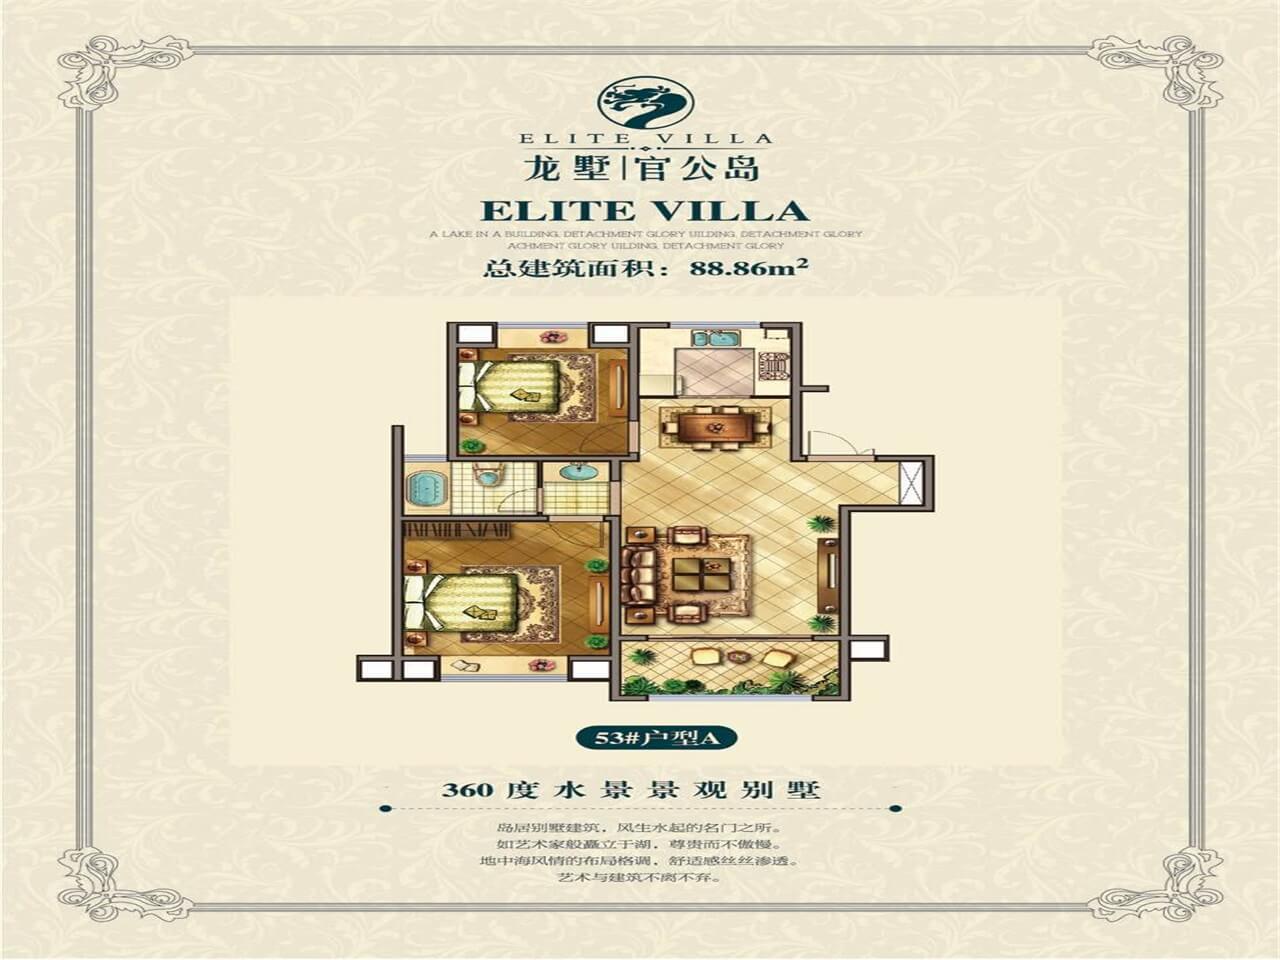 ELITE VILLA
龙墅|官公岛
ELITE VILLA
A LAKE IN A BUILDING, DETACHMENT GLORY UILDING, DETACHMENT GLORY
ACHMENT GLORY UILDING, DETACHMENT GLORY
总建筑面积：88.86m²
53#户型A
360度水景景观别墅
岛居别墅建筑，风生水起的名门之所。
如艺术家般矗立于湖，尊贵而不傲慢。
地中海风情的布局格调，舒适感丝丝渗透。
艺术与建筑不离不弃。